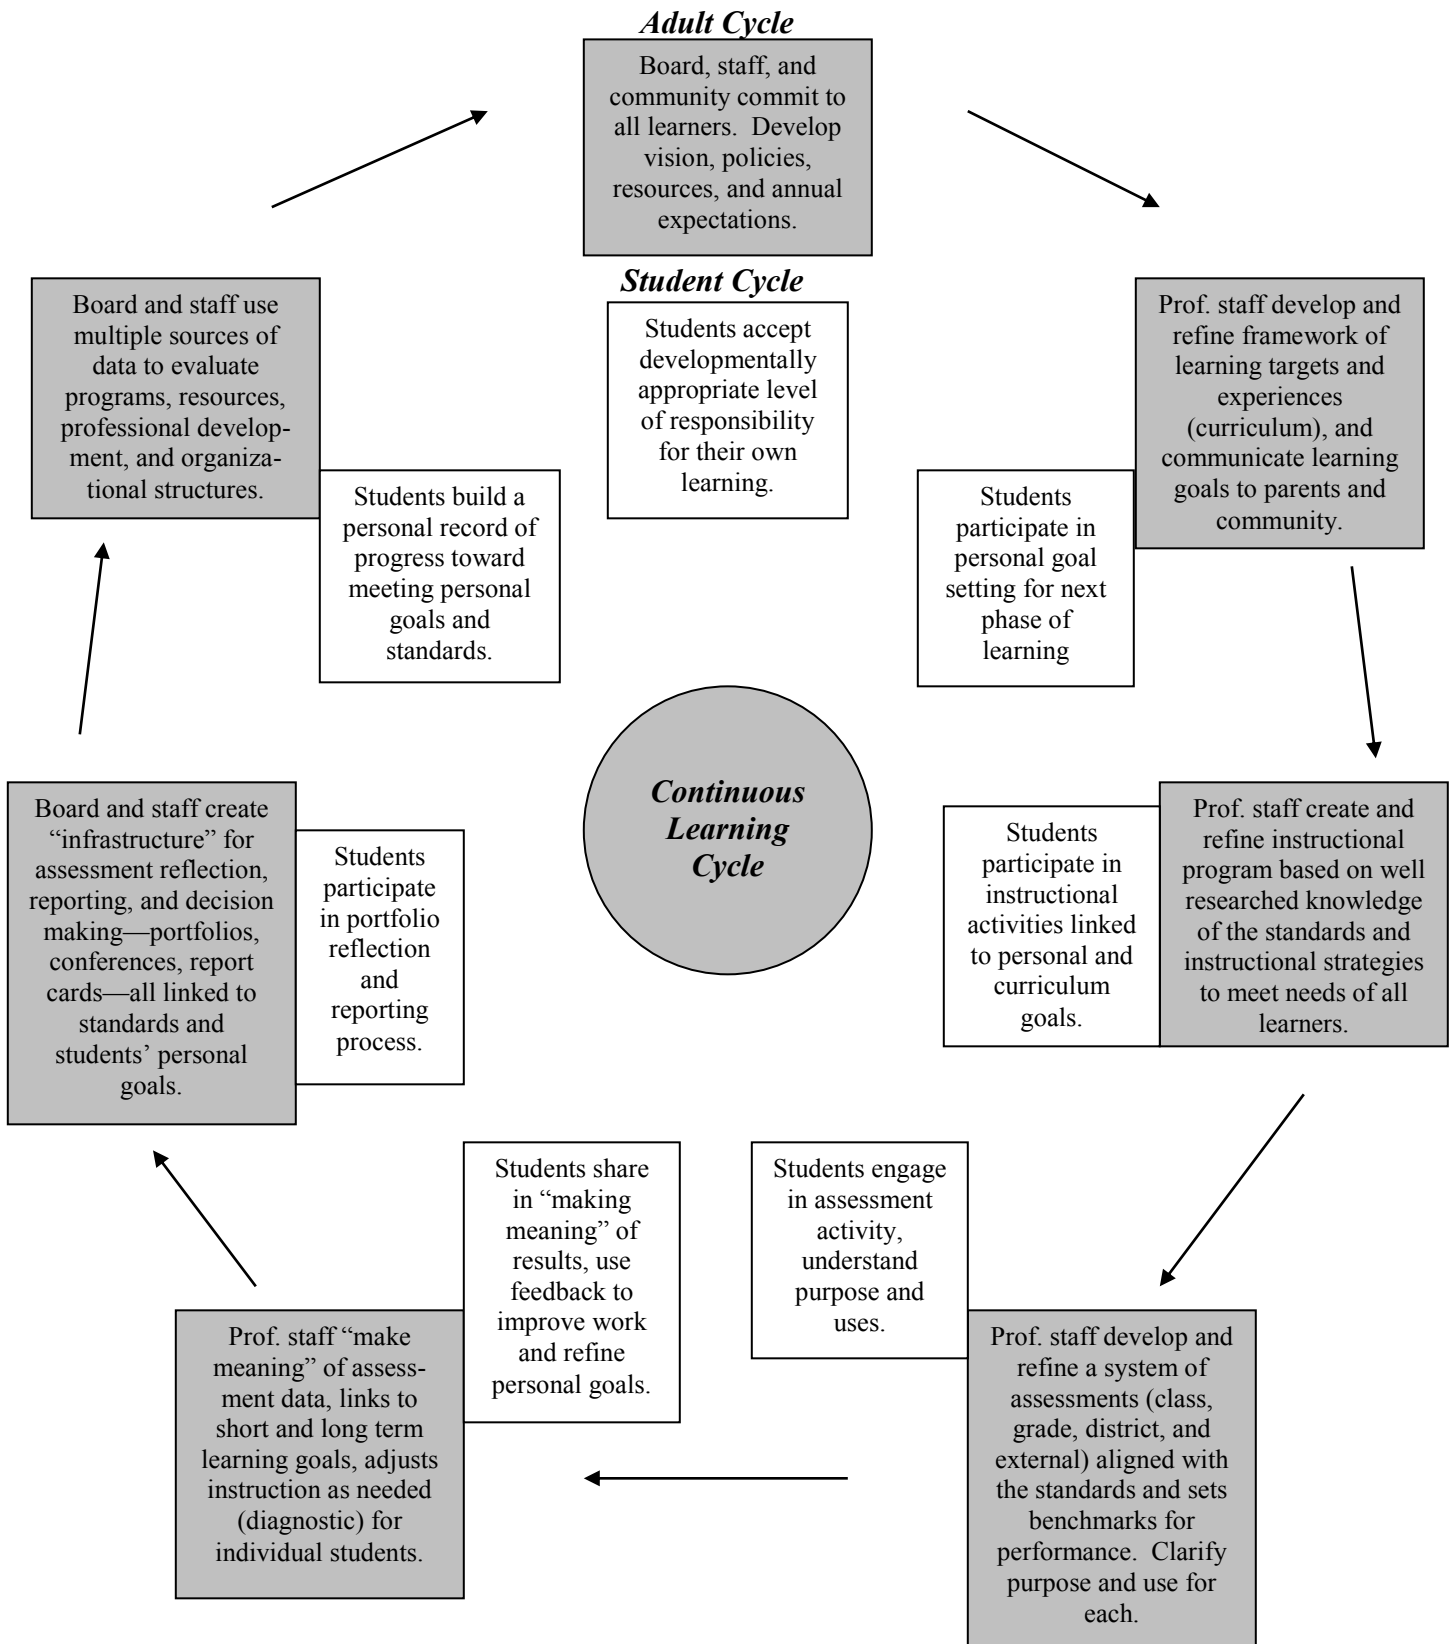 Adult Cycle
Board, staff, and
community commit to
all learners.  Develop
vision, policies,
resources, and annual
expectations.
Student Cycle
Students accept
developmentally
appropriate level
of responsibility
for their own
learning.
Prof. staff develop and
refine framework of
learning targets and
experiences
(curriculum), and
communicate learning
goals to parents and
community.
Students
participate in
personal goal
setting for next
phase of
learning
Prof. staff create and
refine instructional
program based on well
researched knowledge
of the standards and
instructional strategies
to meet needs of all
learners.
Students
participate in
instructional
activities linked
to personal and
curriculum
goals.
Prof. staff develop and
refine a system of
assessments (class,
grade, district, and
external) aligned with
the standards and sets
benchmarks for
performance.  Clarify
purpose and use for
each.
Students engage
in assessment
activity,
understand
purpose and
uses.
Prof. staff “make
meaning” of assess-
ment data, links to
short and long term
learning goals, adjusts
instruction as needed
(diagnostic) for
individual students.
Students share
in “making
meaning” of
results, use
feedback to
improve work
and refine
personal goals.
Board and staff create
“infrastructure” for
assessment reflection,
reporting, and decision
making—portfolios,
conferences, report
cards—all linked to
standards and
students’ personal
goals.
Students
participate
in portfolio
reflection
and
reporting
process.
Board and staff use
multiple sources of
data to evaluate
programs, resources,
professional develop-
ment, and organiza-
tional structures.
Students build a
personal record of
progress toward
meeting personal
goals and
standards.
Continuous
Learning
Cycle